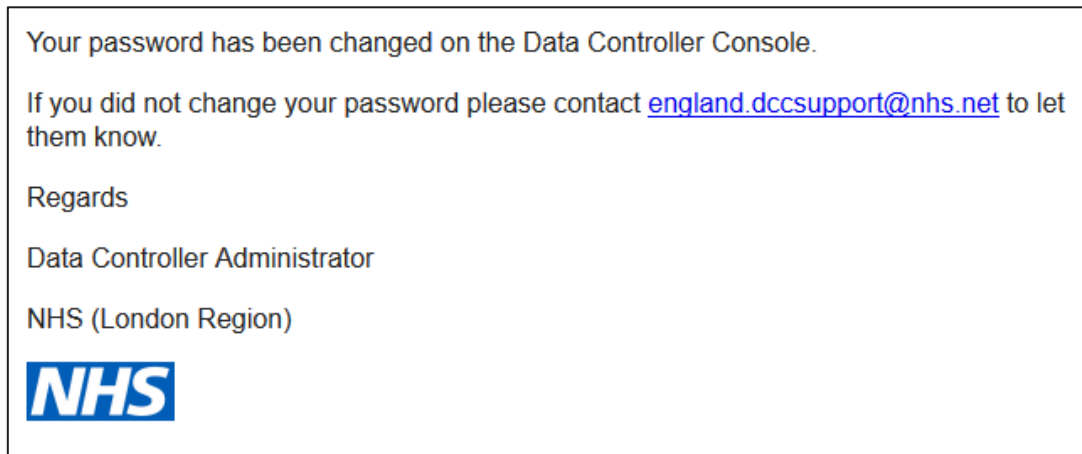 Your password has been changed on the Data Controller Console.
If you did not change your password please contact england.dccsupport@nhs.net to let
them know.
Regards
Data Controller Administrator
NHS (London Region)
NHS